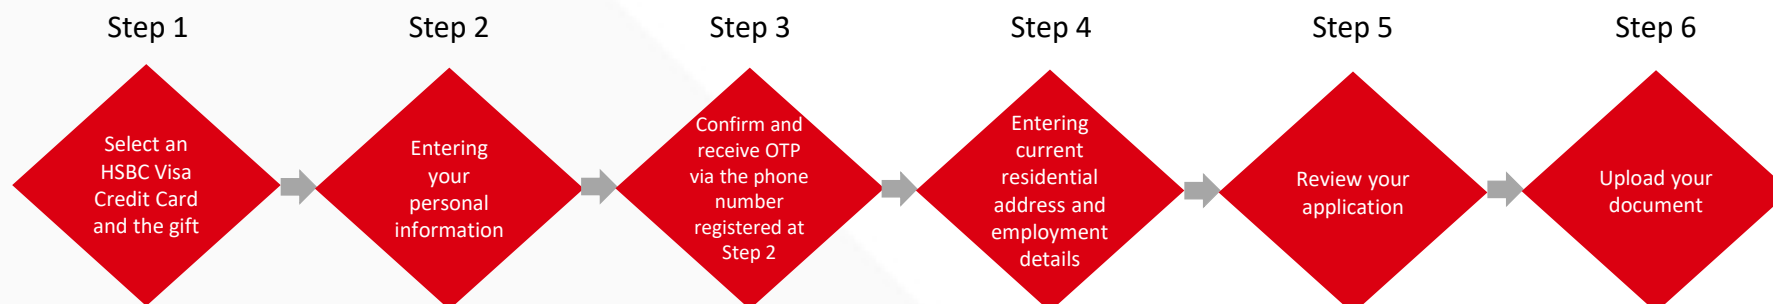 Step 1
Step 2
Step 3
Step 4
Step 5
Step 6
Select an
HSBC Visa
Credit Card
and the gift
Entering
your
personal
information
Confirm and
receive OTP
via the phone
number
registered at
Step 2
Entering
current
residential
address and
employment
details
Review your
application
Upload your
document